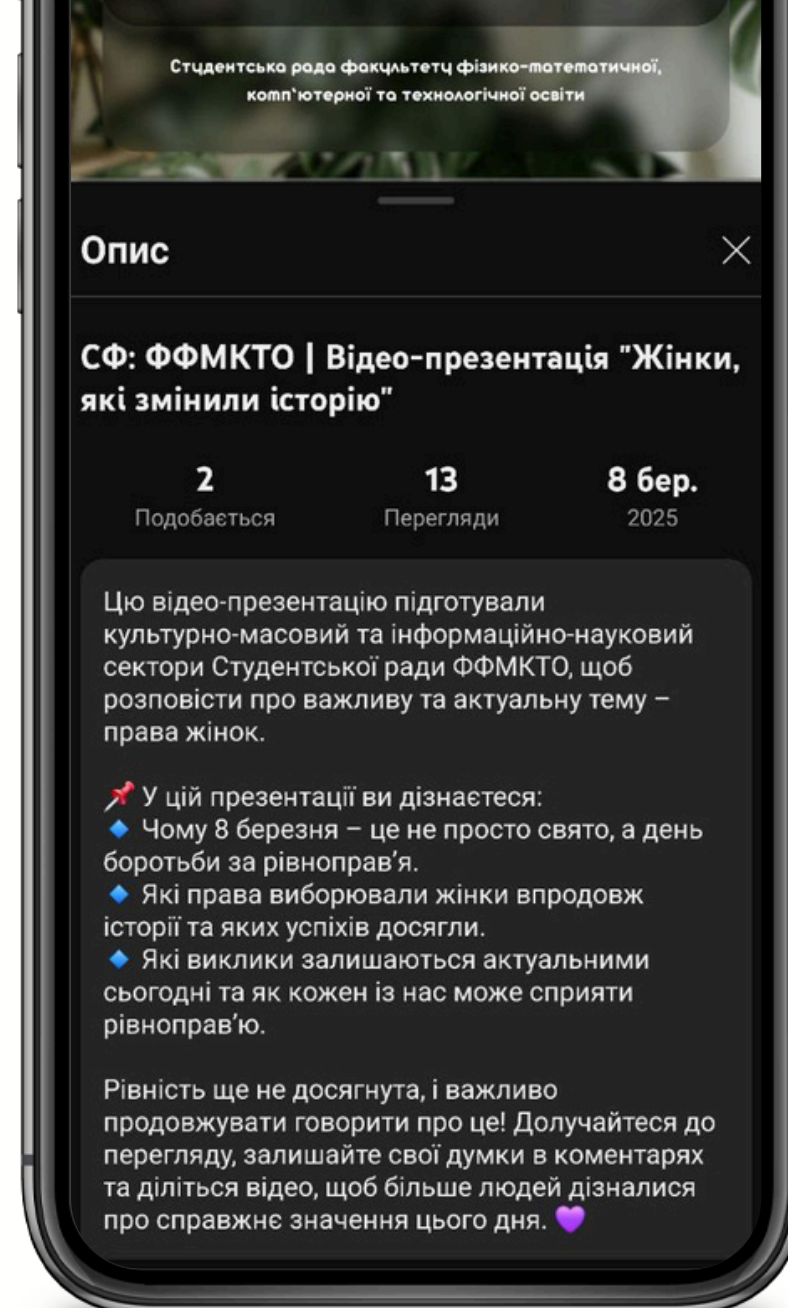 Студентська рада факультету фізико-математичної,
комп'ютерної та технологічної освіти
Опис
СФ: ФФМКТО | Відео-презентація "Жінки,
які змінили історію"
2 13 8 бер.
Подобається Перегляди 2025
Цю відео-презентацію підготували
культурно-масовий та інформаційно-науковий
сектори Студентської ради ФФМКТО, щоб
розповісти про важливу та актуальну тему –
права жінок.
📌 У цій презентації ви дізнаєтеся:
🔹 Чому 8 березня – це не просто свято, а день
боротьби за рівноправ’я.
🔹 Які права виборювали жінки впродовж
історії та яких успіхів досягли.
🔹 Які виклики залишаються актуальними
сьогодні та як кожен із нас може сприяти
рівноправ’ю.
Рівність ще не досягнута, і важливо
продовжувати говорити про це! Долучайтеся до
перегляду, залишайте свої думки в коментарях
та діліться відео, щоб більше людей дізналися
про справжнє значення цього дня. 💜